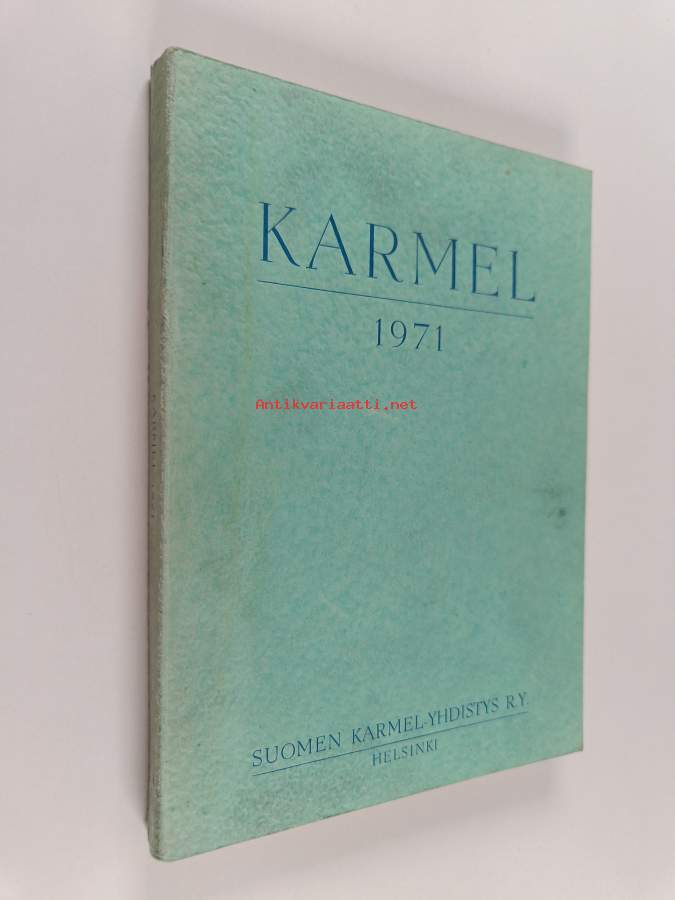 KARMEL
1971
Antikvariaatti.net
SUOMEN KARMEL-YHDISTYS R.Y.
HELSINKI